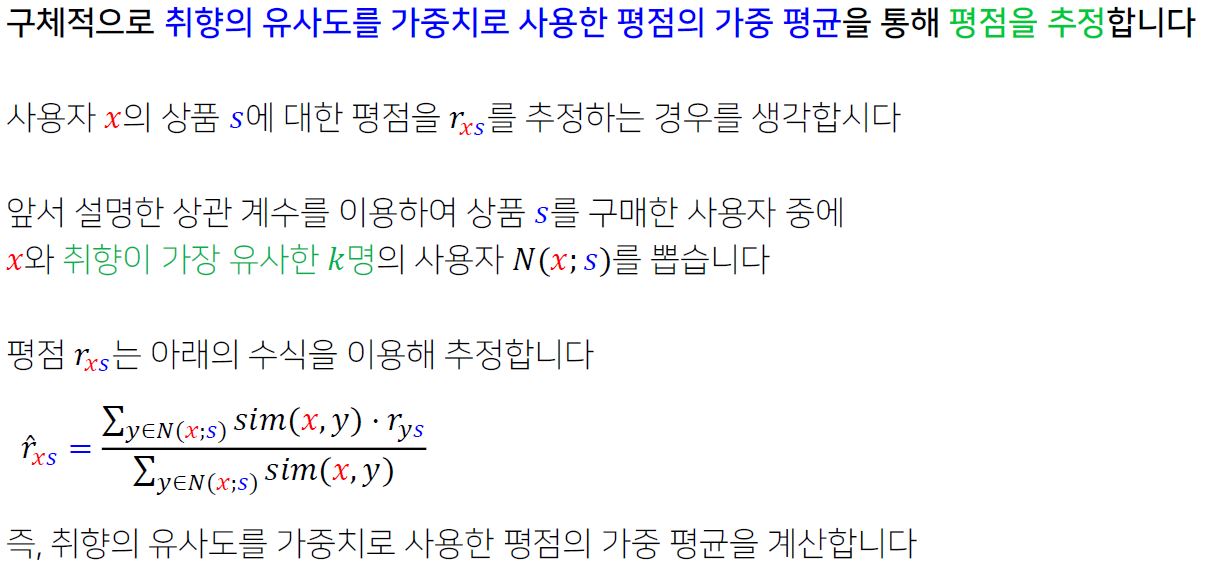 구체적으로 취향의 유사도를 가중치로 사용한 평점의 가중 평균을 통해 평점을 추정합니다
사용자 x의 상품 s에 대한 평점을 r_{xs}를 추정하는 경우를 생각합시다
앞서 설명한 상관 계수를 이용하여 상품 s를 구매한 사용자 중에
x와 취향이 가장 유사한 k명의 사용자 N(x; s)를 뽑습니다
평점 r_{xs}는 아래의 수식을 이용해 추정합니다
\hat{r}_{xs} = \frac{\sum_{y∈N(x;s)} sim(x, y) · r_{ys}}{\sum_{y∈N(x;s)} sim(x, y)}
즉, 취향의 유사도를 가중치로 사용한 평점의 가중 평균을 계산합니다